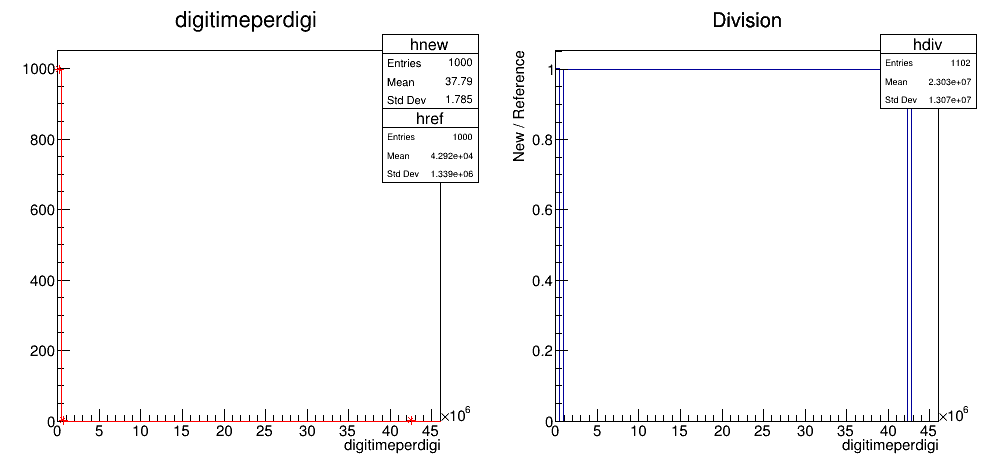 digitimeperdigi
hnew
Entries 1000
Mean 37.79
Std Dev 1.785
href
Entries 1000
Mean 4.292e+04
Std Dev 1.339e+06
1000
800
600
400
200
0
0 5 10 15 20 25 30 35 40 45
×10⁶
digitimeperdigi
Division
hdiv
Entries 1102
Mean 2.303e+07
Std Dev 1.307e+07
New / Reference
1
0.8
0.6
0.4
0.2
0
0 5 10 15 20 25 30 35 40 45
×10⁶
digitimeperdigi